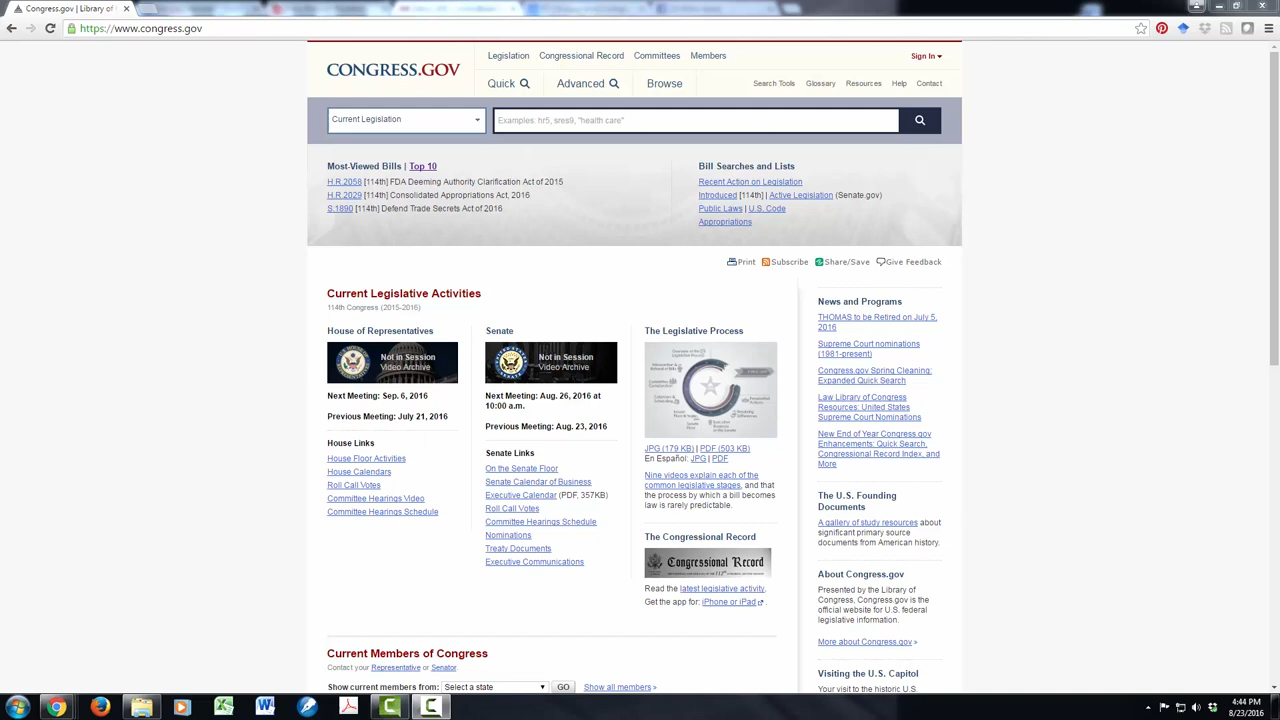 Congress.gov | Library of
https://www.congress.gov
CONGRESS.GOV
Legislation Congressional Record Committees Members
Sign In
Quick Advanced Browse
Search Tools Glossary Resources Help Contact
Current Legislation
Examples: hr5, sres9, "health care"
Most-Viewed Bills | Top 10
H.R.2058 [114th] FDA Deeming Authority Clarification Act of 2015
H.R.2029 [114th] Consolidated Appropriations Act, 2016
S.1890 [114th] Defend Trade Secrets Act of 2016
Bill Searches and Lists
Recent Action on Legislation
Introduced [114th] | Active Legislation (Senate.gov)
Public Laws | U.S. Code
Appropriations
Print Subscribe Share/Save Give Feedback
Current Legislative Activities
114th Congress (2015-2016)
House of Representatives
Not in Session
Video Archive
Next Meeting: Sep. 6, 2016
Previous Meeting: July 21, 2016
House Links
House Floor Activities
House Calendars
Roll Call Votes
Committee Hearings Video
Committee Hearings Schedule
Senate
Not in Session
Video Archive
Next Meeting: Aug. 26, 2016 at
10:00 a.m.
Previous Meeting: Aug. 23, 2016
Senate Links
On the Senate Floor
Senate Calendar of Business
Executive Calendar (PDF, 357KB)
Roll Call Votes
Committee Hearings Schedule
Nominations
Treaty Documents
Executive Communications
The Legislative Process
JPG (179 KB) | PDF (503 KB)
En Español: JPG | PDF
Nine videos explain each of the
common legislative stages, and that
the process by which a bill becomes
law is rarely predictable.
The Congressional Record
Congressional Record
Read the latest legislative activity.
Get the app for: iPhone or iPad .
News and Programs
THOMAS to be Retired on July 5,
2016
Supreme Court nominations
(1981-present)
Congress.gov Spring Cleaning:
Expanded Quick Search
Law Library of Congress
Resources: United States
Supreme Court Nominations
New End of Year Congress.gov
Enhancements: Quick Search,
Congressional Record Index, and
More
The U.S. Founding
Documents
A gallery of study resources about
significant primary source
documents from American history.
About Congress.gov
Presented by the Library of
Congress, Congress.gov is the
official website for U.S. federal
legislative information.
More about Congress.gov »
Visiting the U.S. Capitol
Your visit to the historic U.S.
Current Members of Congress
Contact your Representative or Senator.
Show current members from: Select a state GO Show all members »
4:44 PM
8/23/2016